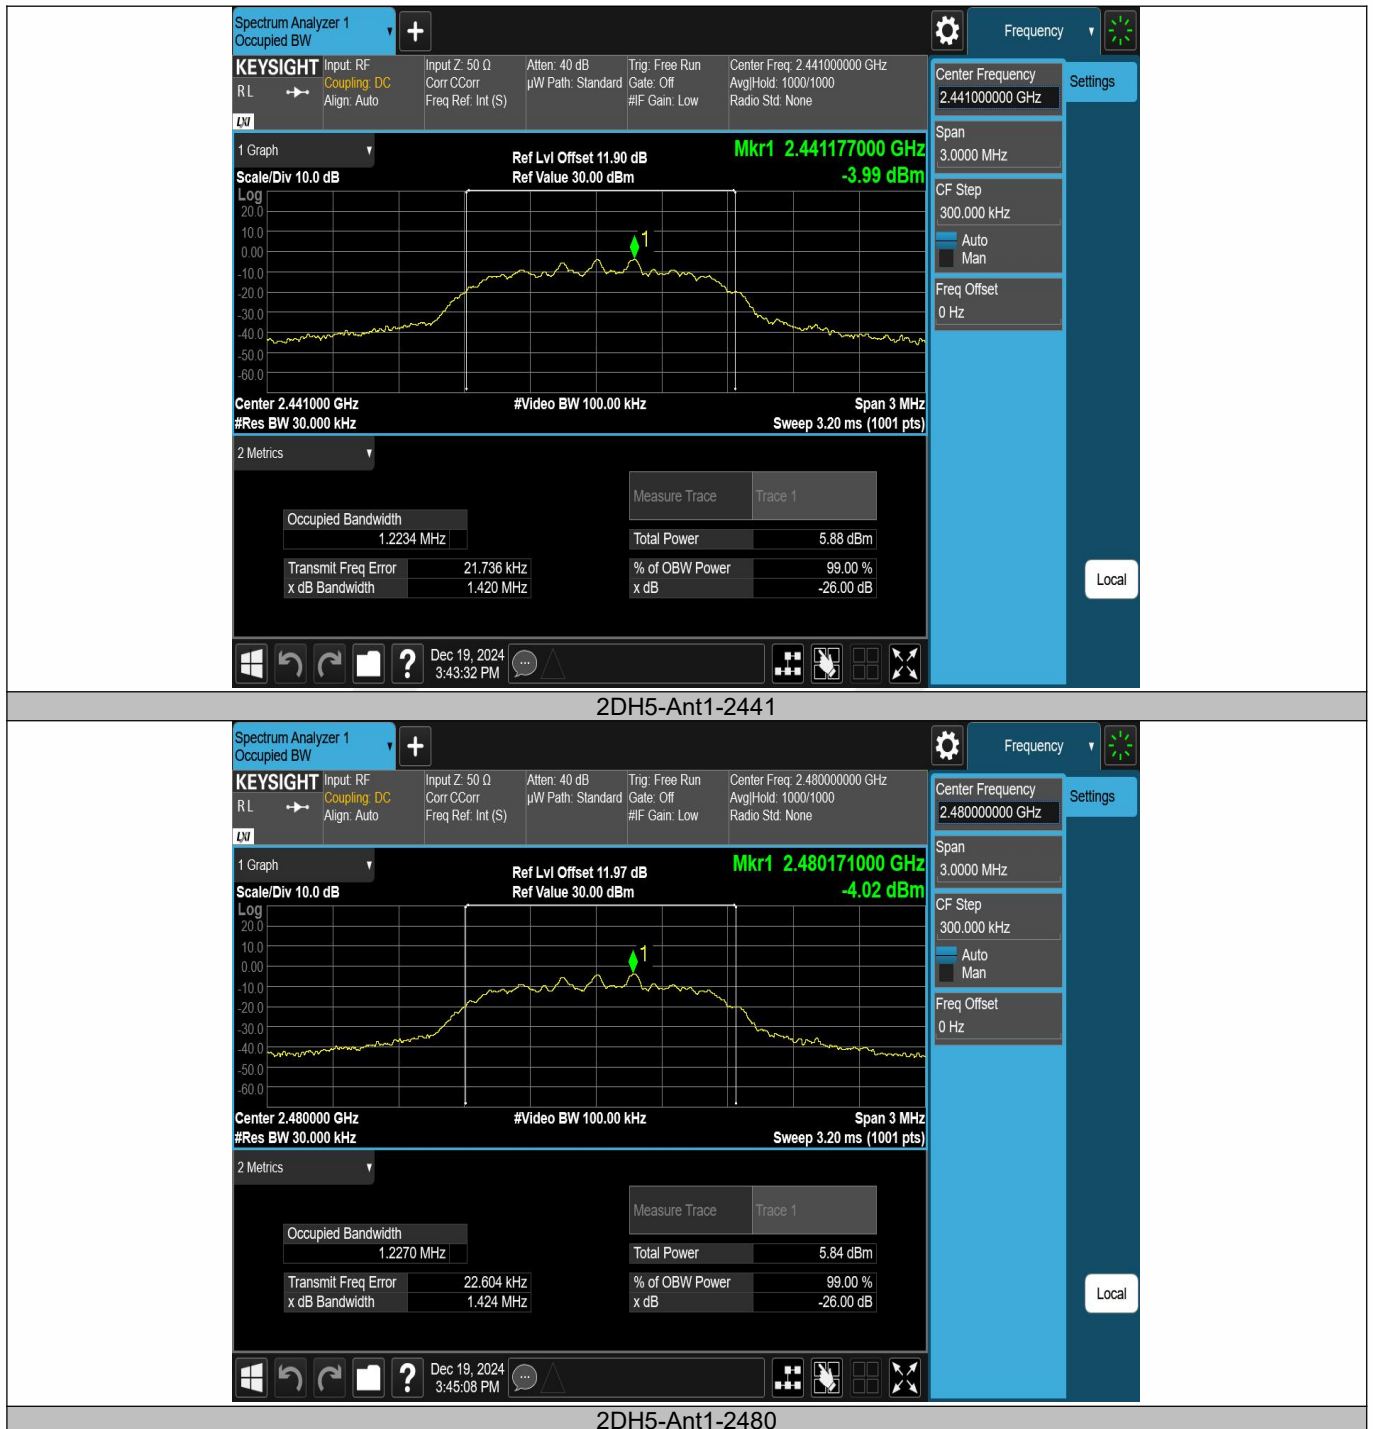 Spectrum Analyzer 1
Occupied BW
Frequency
KEYSIGHT
R L
LXI
Input: RF
Coupling: DC
Align: Auto
Input Z: 50 Ω
Corr CCorr
Freq Ref: Int (S)
Atten: 40 dB
µW Path: Standard
Trig: Free Run
Gate: Off
#IF Gain: Low
Center Freq: 2.441000000 GHz
Avg|Hold: 1000/1000
Radio Std: None
Center Frequency
2.441000000 GHz
Settings
Span
3.0000 MHz
CF Step
300.000 kHz
Auto
Man
Freq Offset
0 Hz
Local
1 Graph
Scale/Div 10.0 dB
Ref Lvl Offset 11.90 dB
Ref Value 30.00 dBm
Mkr1 2.441177000 GHz
-3.99 dBm
Log
20.0
10.0
0.00
-10.0
-20.0
-30.0
-40.0
-50.0
-60.0
1
Center 2.441000 GHz
#Res BW 30.000 kHz
#Video BW 100.00 kHz
Span 3 MHz
Sweep 3.20 ms (1001 pts)
2 Metrics
Measure Trace Trace 1
Occupied Bandwidth
1.2234 MHz
Total Power 5.88 dBm
Transmit Freq Error 21.736 kHz
% of OBW Power 99.00 %
x dB Bandwidth 1.420 MHz
x dB -26.00 dB
?
Dec 19, 2024
3:43:32 PM
2DH5-Ant1-2441
Spectrum Analyzer 1
Occupied BW
Frequency
KEYSIGHT
R L
LXI
Input: RF
Coupling: DC
Align: Auto
Input Z: 50 Ω
Corr CCorr
Freq Ref: Int (S)
Atten: 40 dB
µW Path: Standard
Trig: Free Run
Gate: Off
#IF Gain: Low
Center Freq: 2.480000000 GHz
Avg|Hold: 1000/1000
Radio Std: None
Center Frequency
2.480000000 GHz
Settings
Span
3.0000 MHz
CF Step
300.000 kHz
Auto
Man
Freq Offset
0 Hz
Local
1 Graph
Scale/Div 10.0 dB
Ref Lvl Offset 11.97 dB
Ref Value 30.00 dBm
Mkr1 2.480171000 GHz
-4.02 dBm
Log
20.0
10.0
0.00
-10.0
-20.0
-30.0
-40.0
-50.0
-60.0
1
Center 2.480000 GHz
#Res BW 30.000 kHz
#Video BW 100.00 kHz
Span 3 MHz
Sweep 3.20 ms (1001 pts)
2 Metrics
Measure Trace Trace 1
Occupied Bandwidth
1.2270 MHz
Total Power 5.84 dBm
Transmit Freq Error 22.604 kHz
% of OBW Power 99.00 %
x dB Bandwidth 1.424 MHz
x dB -26.00 dB
?
Dec 19, 2024
3:45:08 PM
2DH5-Ant1-2480